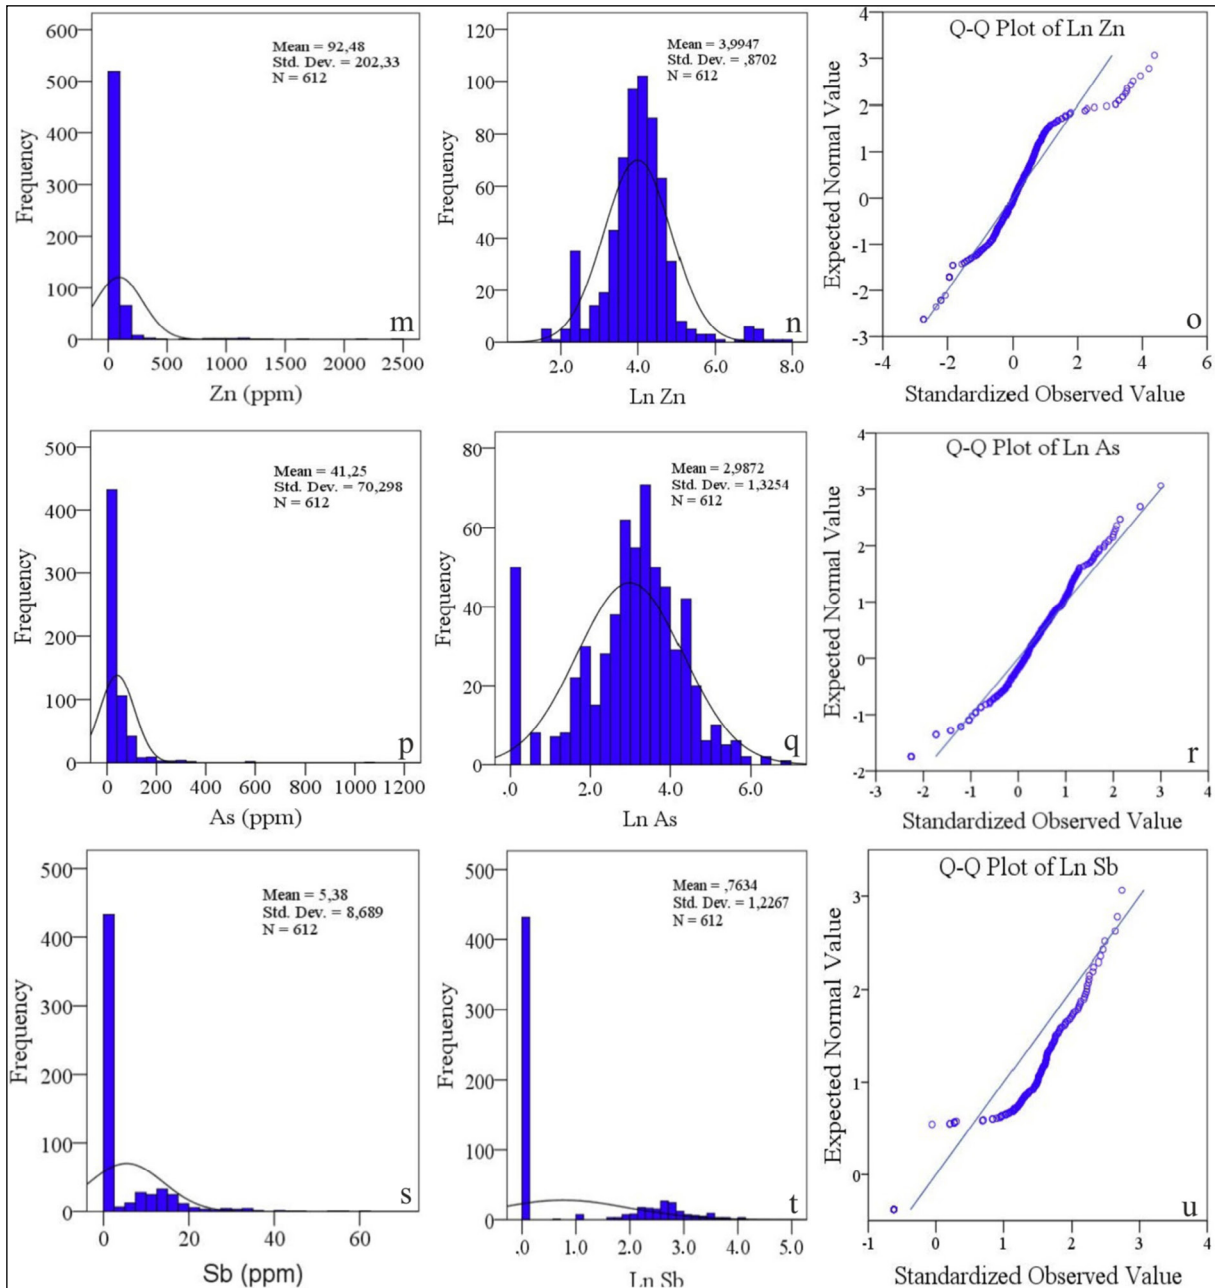 Mean = 92,48
Std. Dev. = 202,33
N = 612
600
500
400
300
200
100
0
Frequency
0 500 1000 1500 2000 2500
Zn (ppm)
m
Mean = 3,9947
Std. Dev. = ,8702
N = 612
120
100
80
60
40
20
0
Frequency
2.0 4.0 6.0 8.0
Ln Zn
n
Q-Q Plot of Ln Zn
4
3
2
1
0
-1
-2
-3
Expected Normal Value
-4 -2 0 2 4 6
Standardized Observed Value
o
Mean = 41,25
Std. Dev. = 70,298
N = 612
500
400
300
200
100
0
Frequency
0 200 400 600 800 1000 1200
As (ppm)
p
Mean = 2,9872
Std. Dev. = 1,3254
N = 612
80
60
40
20
0
Frequency
.0 2.0 4.0 6.0
Ln As
q
Q-Q Plot of Ln As
4
3
2
1
0
-1
-2
Expected Normal Value
-3 -2 -1 0 1 2 3 4
Standardized Observed Value
r
Mean = 5,38
Std. Dev. = 8,689
N = 612
500
400
300
200
100
0
Frequency
0 20 40 60
Sb (ppm)
s
Mean = ,7634
Std. Dev. = 1,2267
N = 612
500
400
300
200
100
0
Frequency
.0 1.0 2.0 3.0 4.0 5.0
Ln Sb
t
Q-Q Plot of Ln Sb
3
2
1
0
Expected Normal Value
-1 0 1 2 3 4
Standardized Observed Value
u